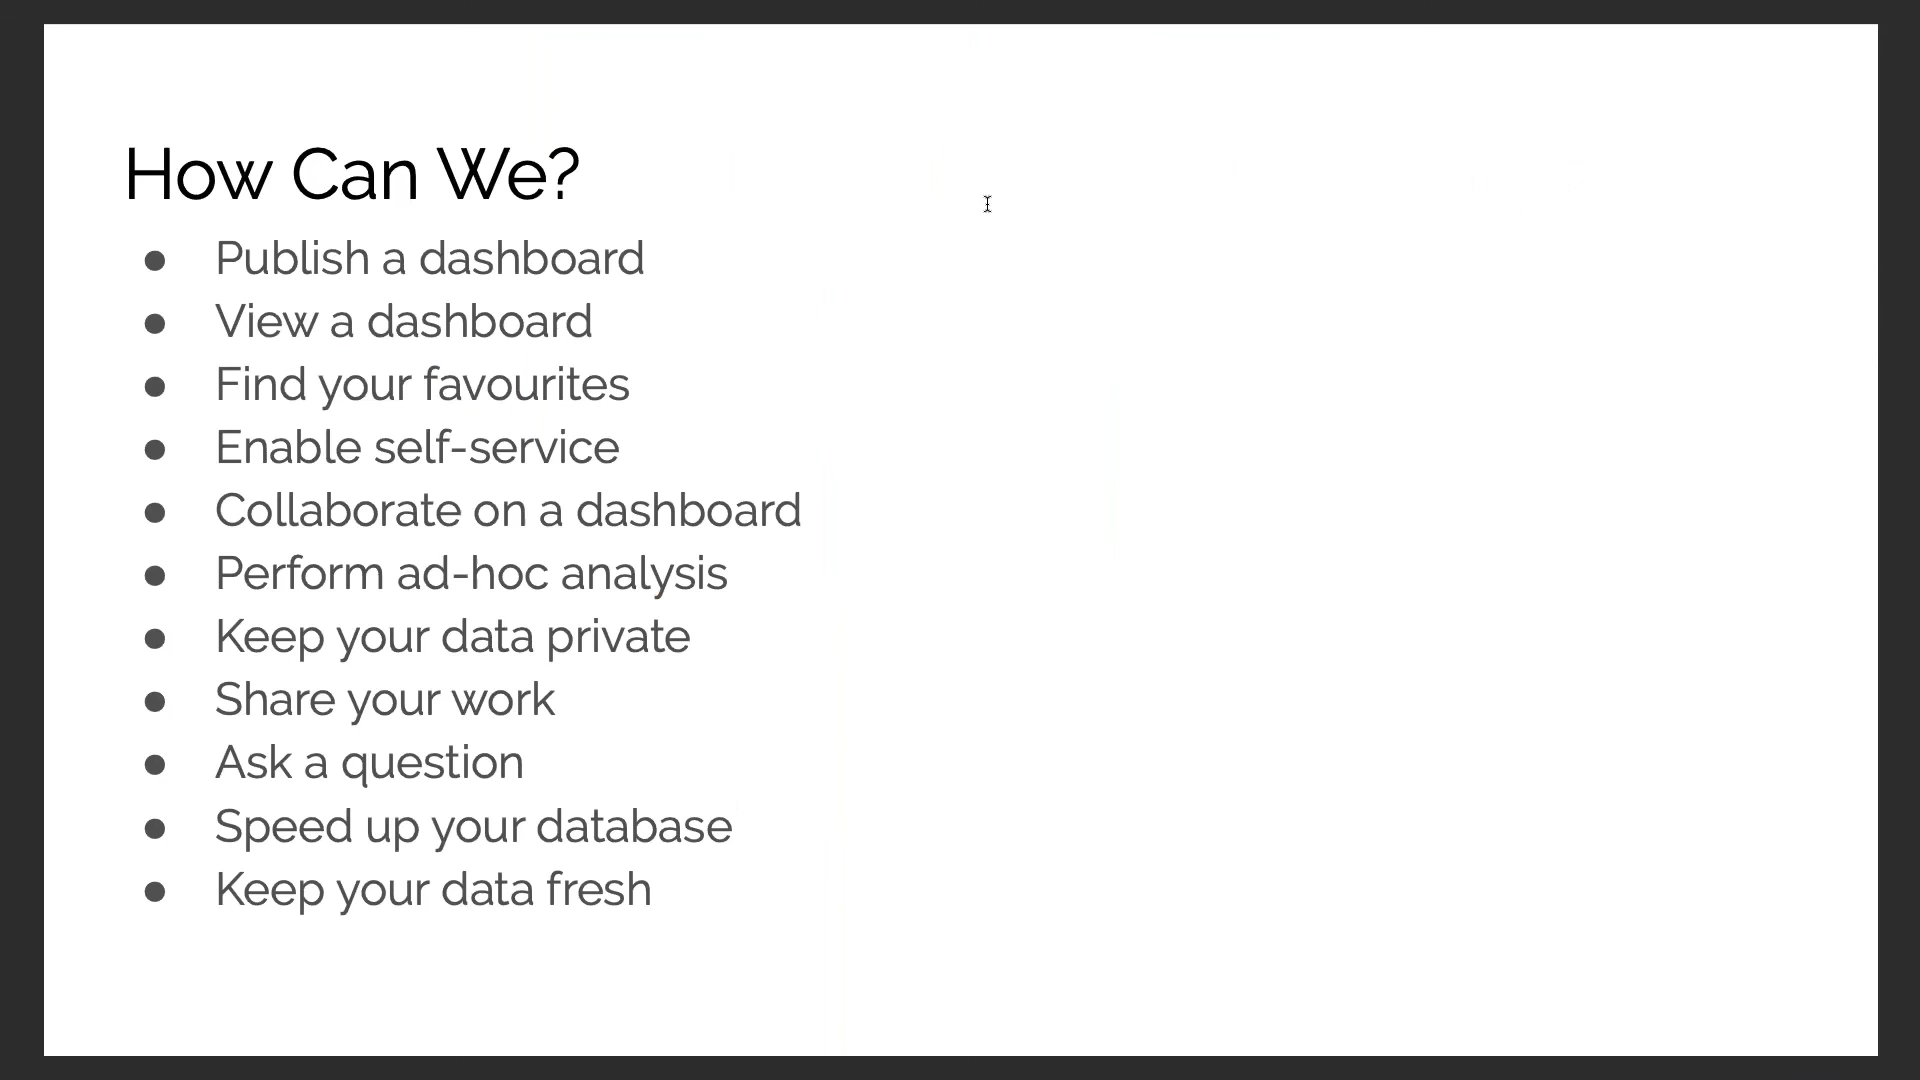 How Can We?
● Publish a dashboard
● View a dashboard
● Find your favourites
● Enable self-service
● Collaborate on a dashboard
● Perform ad-hoc analysis
● Keep your data private
● Share your work
● Ask a question
● Speed up your database
● Keep your data fresh